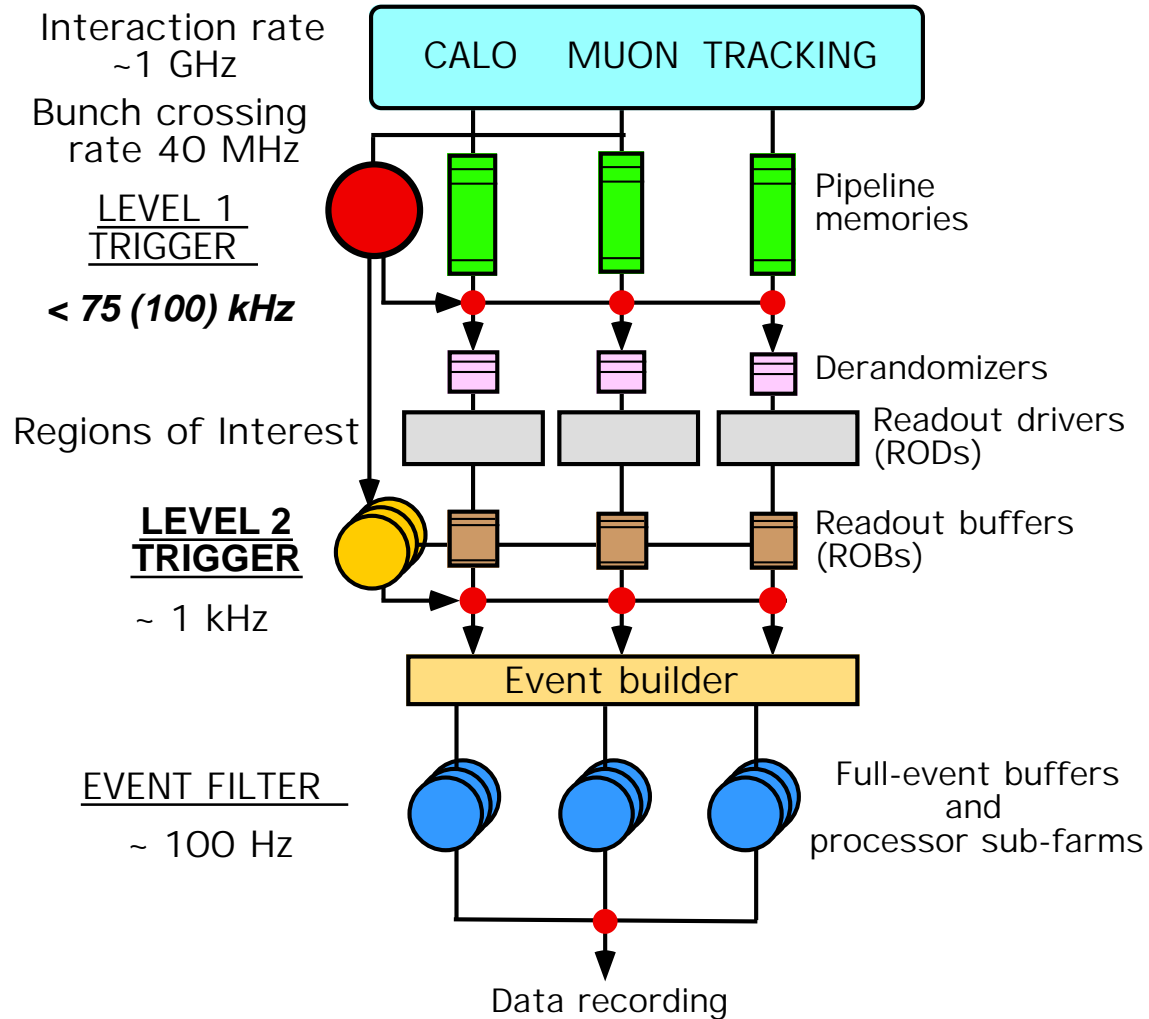 Interaction rate
~1 GHz
CALO MUON TRACKING
Bunch crossing
rate 40 MHz
LEVEL 1
TRIGGER
< 75 (100) kHz
Pipeline
memories
Derandomizers
Regions of Interest
Readout drivers
(RODs)
LEVEL 2
TRIGGER
~ 1 kHz
Readout buffers
(ROBs)
Event builder
EVENT FILTER
~ 100 Hz
Full-event buffers
and
processor sub-farms
Data recording